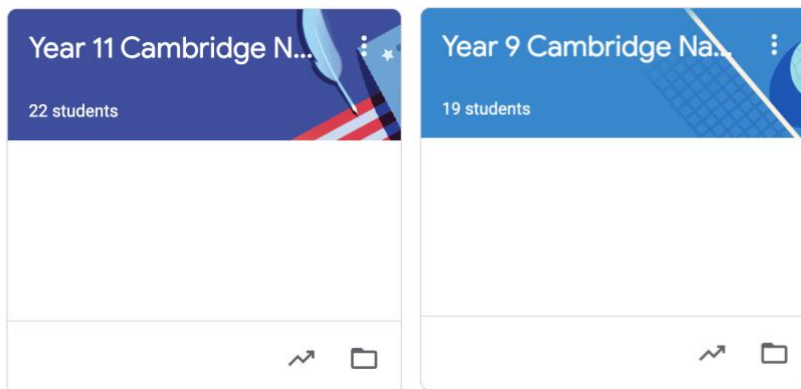 Year 11 Cambridge N...
22 students
Year 9 Cambridge Na...
19 students